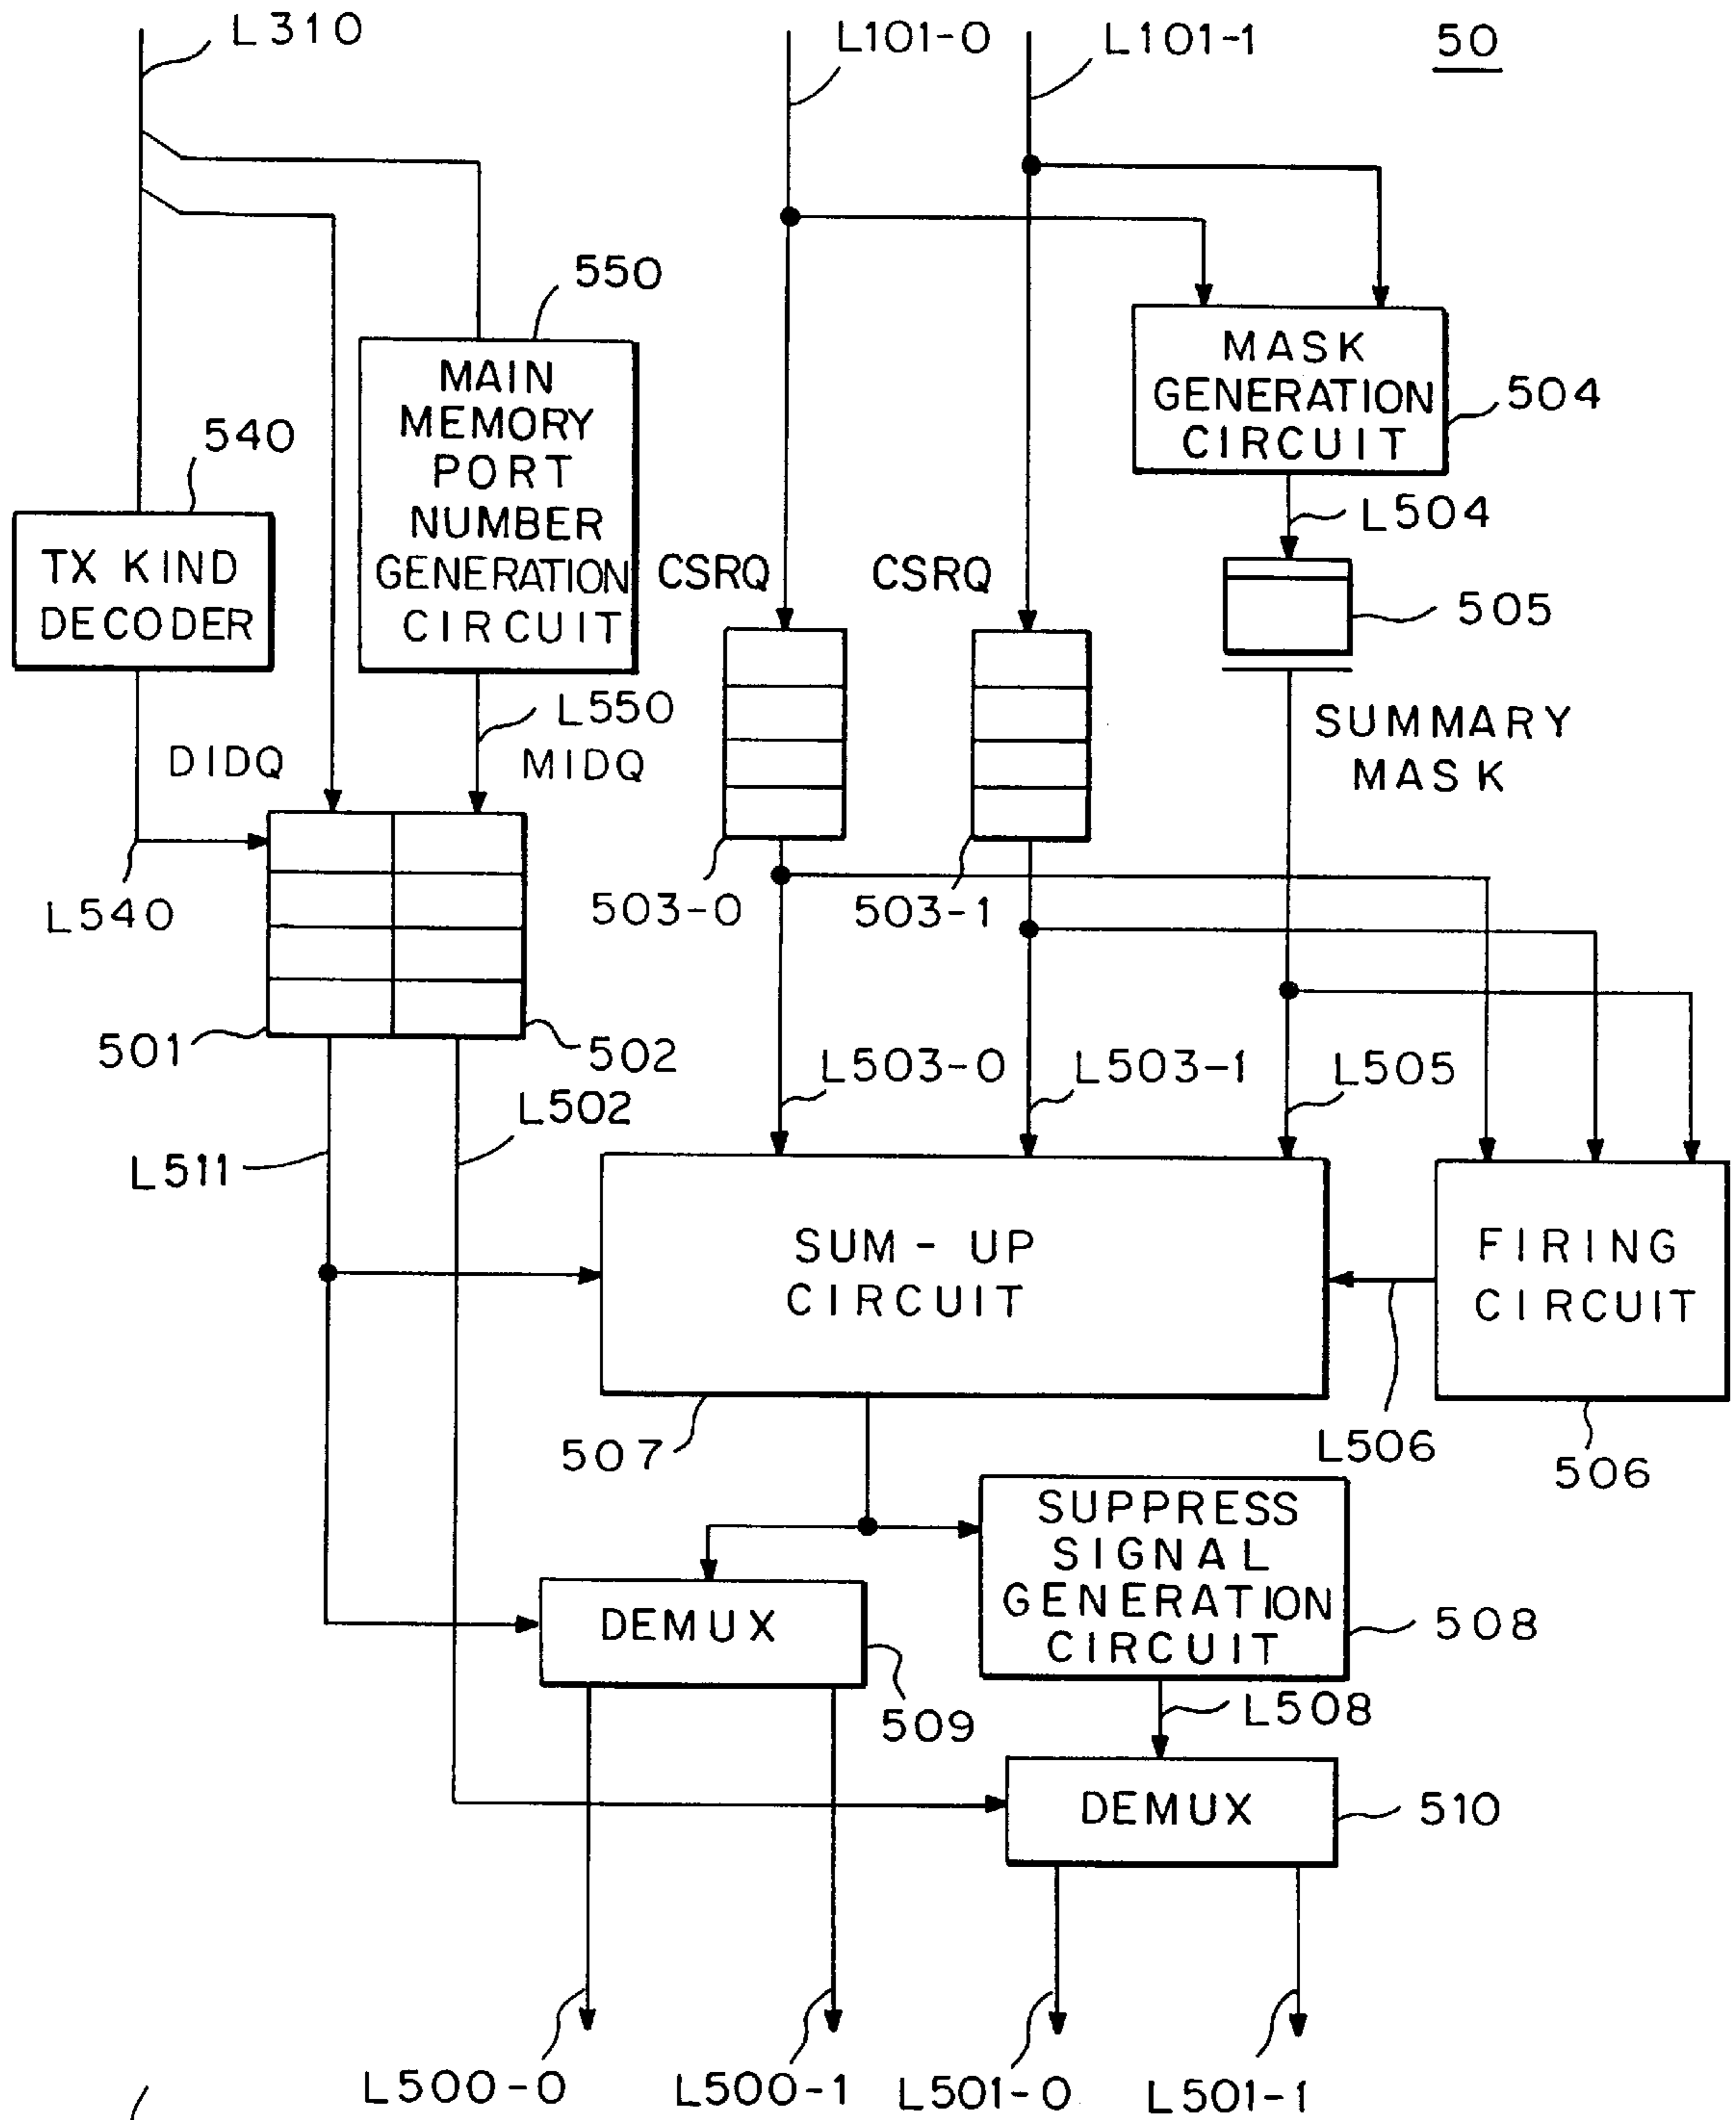 L310
L101-0
L101-1
50
550
MAIN
MEMORY
PORT
NUMBER
GENERATION
CIRCUIT
MASK
GENERATION
CIRCUIT
504
540
TX KIND
DECODER
L504
CSRQ
CSRQ
505
L550
DIDQ
MIDQ
SUMMARY
MASK
L540
503-0
503-1
501
502
L503-0
L503-1
L505
L502
L511
SUM-UP
CIRCUIT
FIRING
CIRCUIT
507
L506
506
SUPPRESS
SIGNAL
GENERATION
CIRCUIT
508
DEMUX
509
L508
DEMUX
510
L500-0
L500-1
L501-0
L501-1